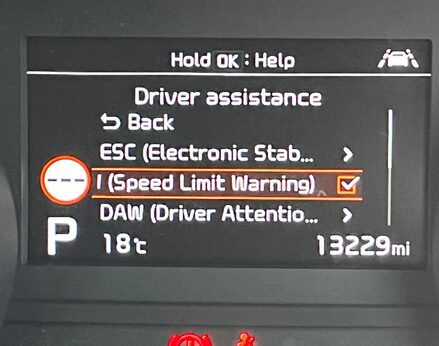 Hold OK : Help
Driver assistance
Back
ESC (Electronic Stab...
(Speed Limit Warning)
---
DAW (Driver Attentio...
P
18℃
13229mi